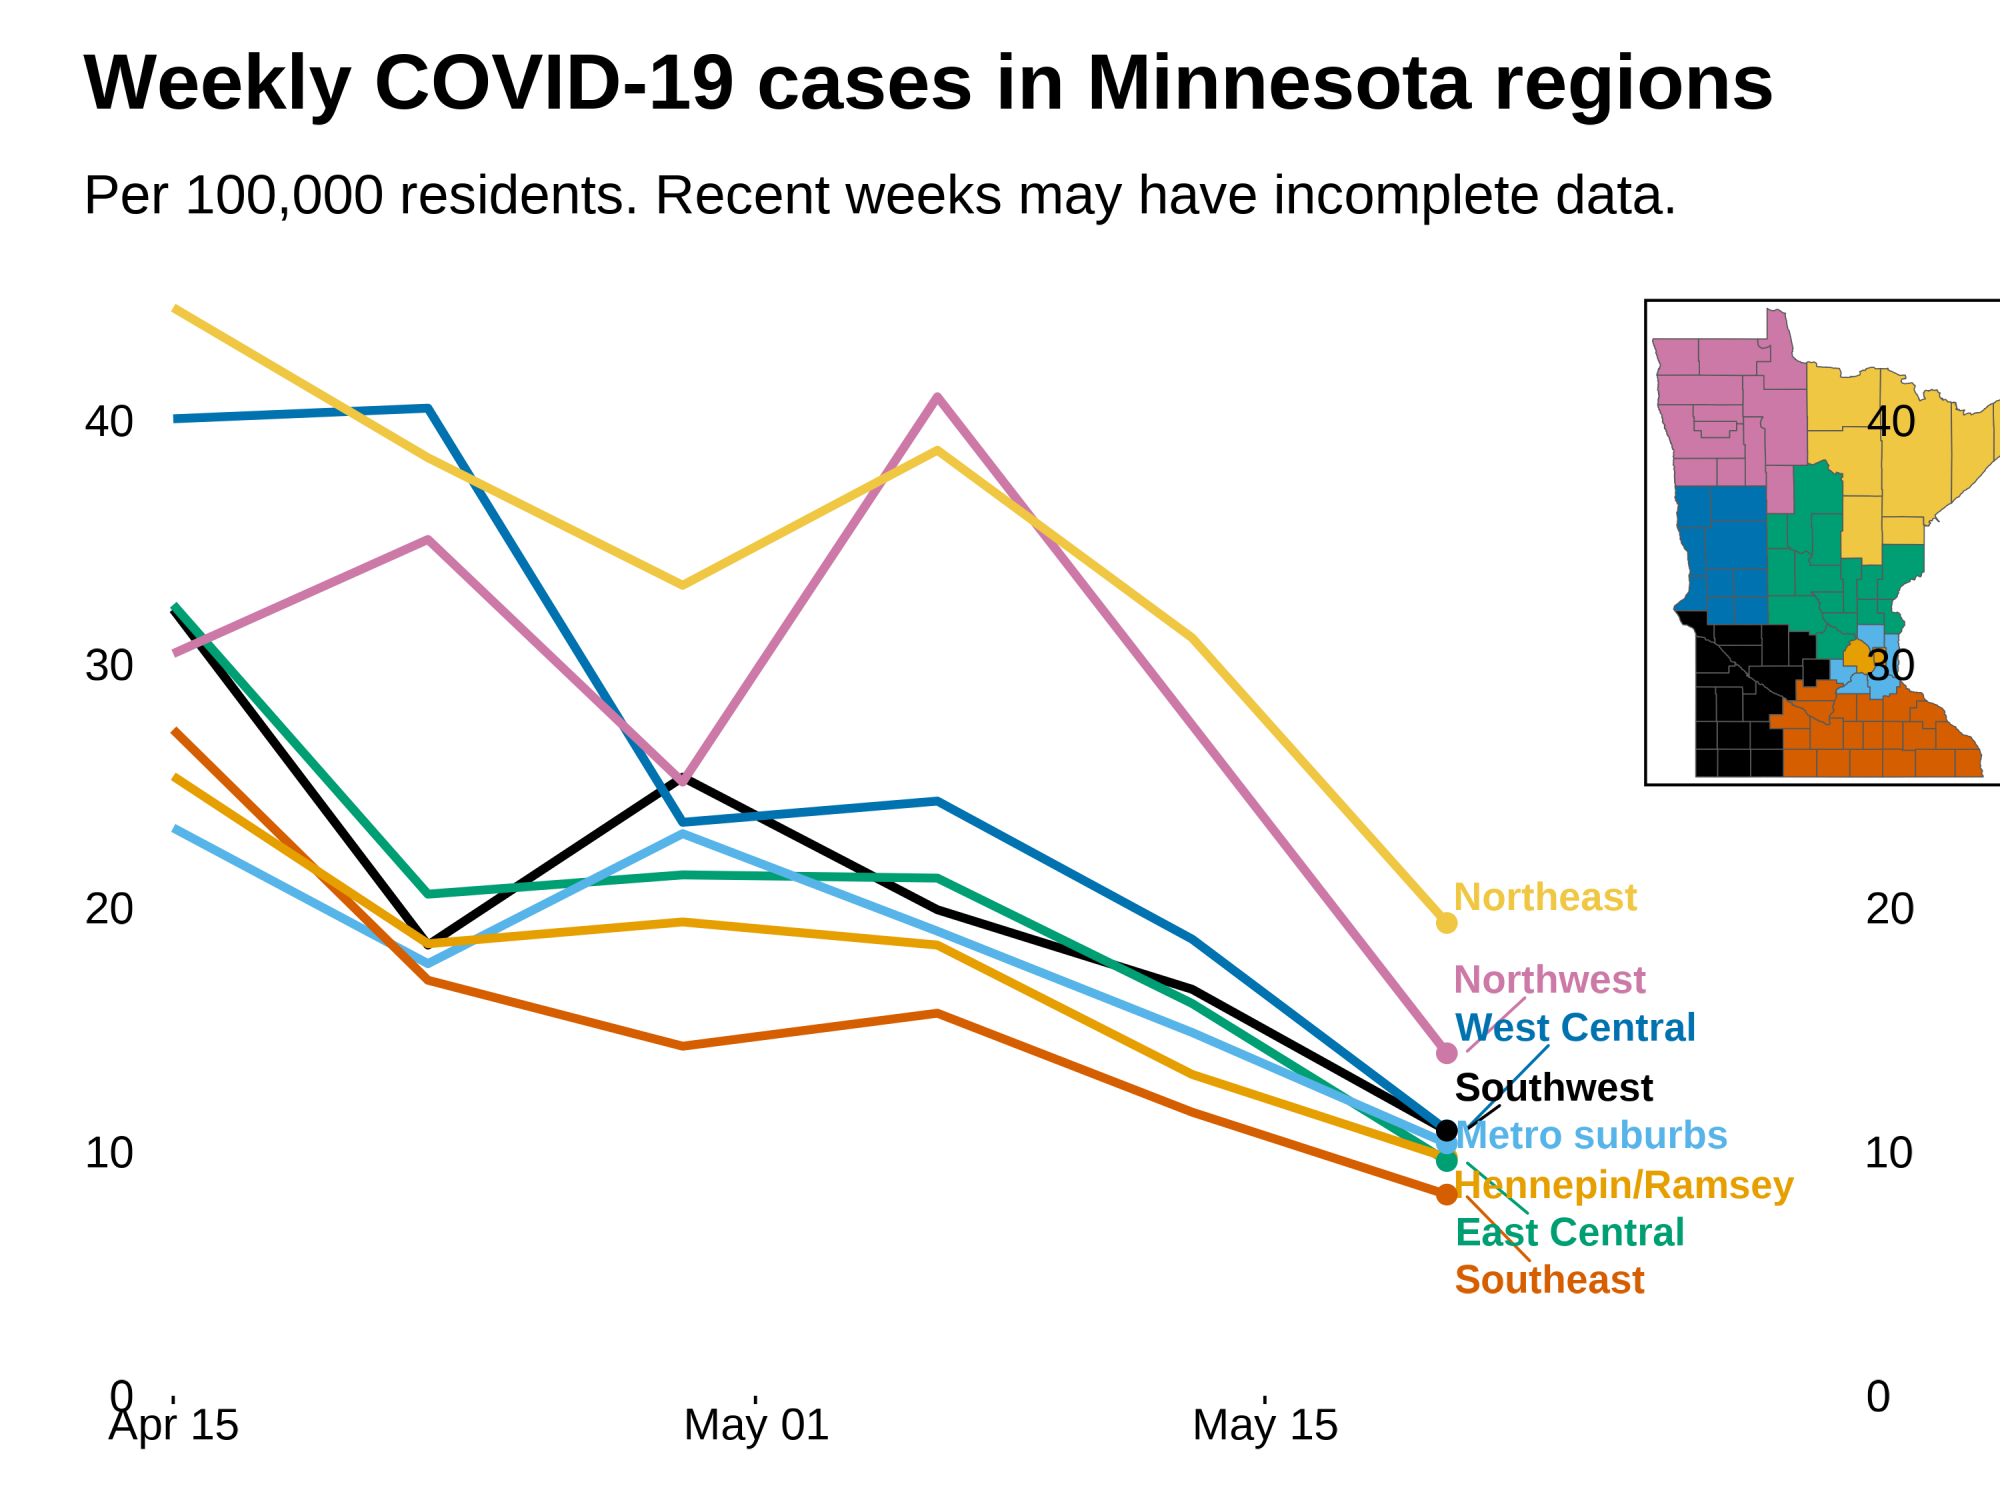 Weekly COVID-19 cases in Minnesota regions
Per 100,000 residents. Recent weeks may have incomplete data.
40
30
20
10
0
Apr 15
May 01
May 15
40
30
20
10
0
Northeast
Northwest
West Central
Southwest
Metro suburbs
Hennepin/Ramsey
East Central
Southeast